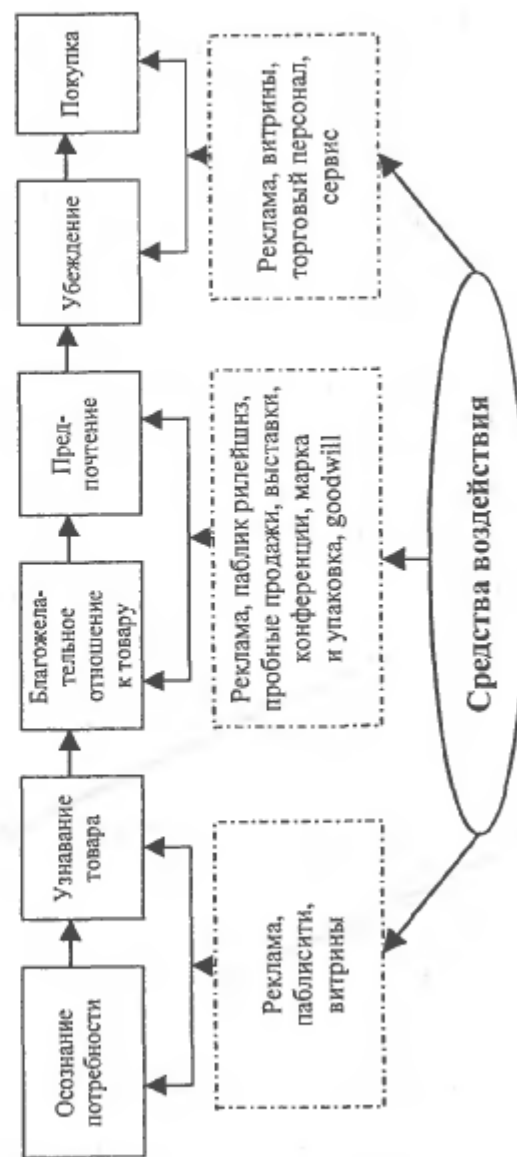 Осознание
потребности
Узнавание
товара
Благожела-
тельное
отношение
к товару
Пред-
почтение
Убеждение
Покупка
Реклама,
паблисити,
витрины
Реклама, паблик рилейшнз,
пробные продажи, выставки,
конференции, марка
и упаковка, goodwill
Реклама, витрины,
торговый персонал,
сервис
Средства воздействия